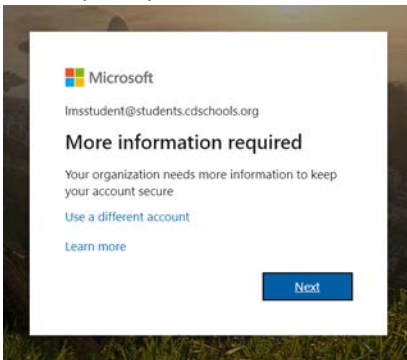 Microsoft
lmsstudent@students.cdschools.org
More information required
Your organization needs more information to keep
your account secure
Use a different account
Learn more
Next